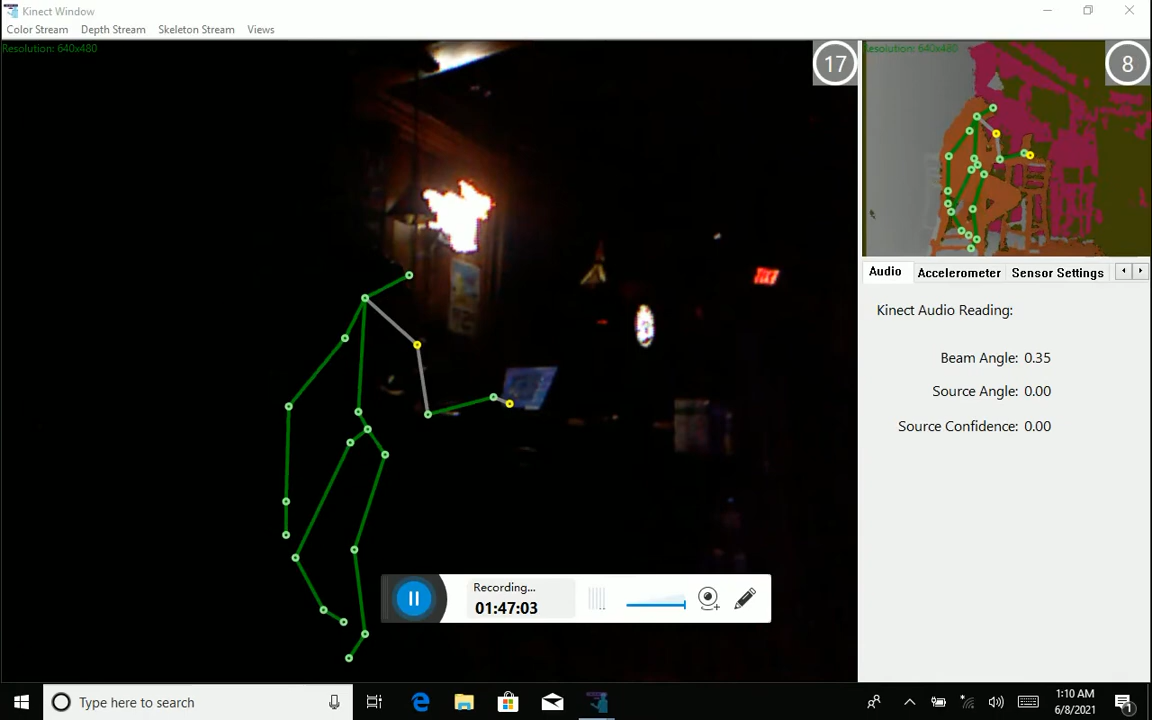 Kinect Window
Color Stream Depth Stream Skeleton Stream Views
Resolution: 640x480
17
esolution: 640x480
8
Audio Accelerometer Sensor Settings
Kinect Audio Reading:
Beam Angle: 0.35
Source Angle: 0.00
Source Confidence: 0.00
Recording...
01:47:03
Type here to search
1:10 AM
6/8/2021
1